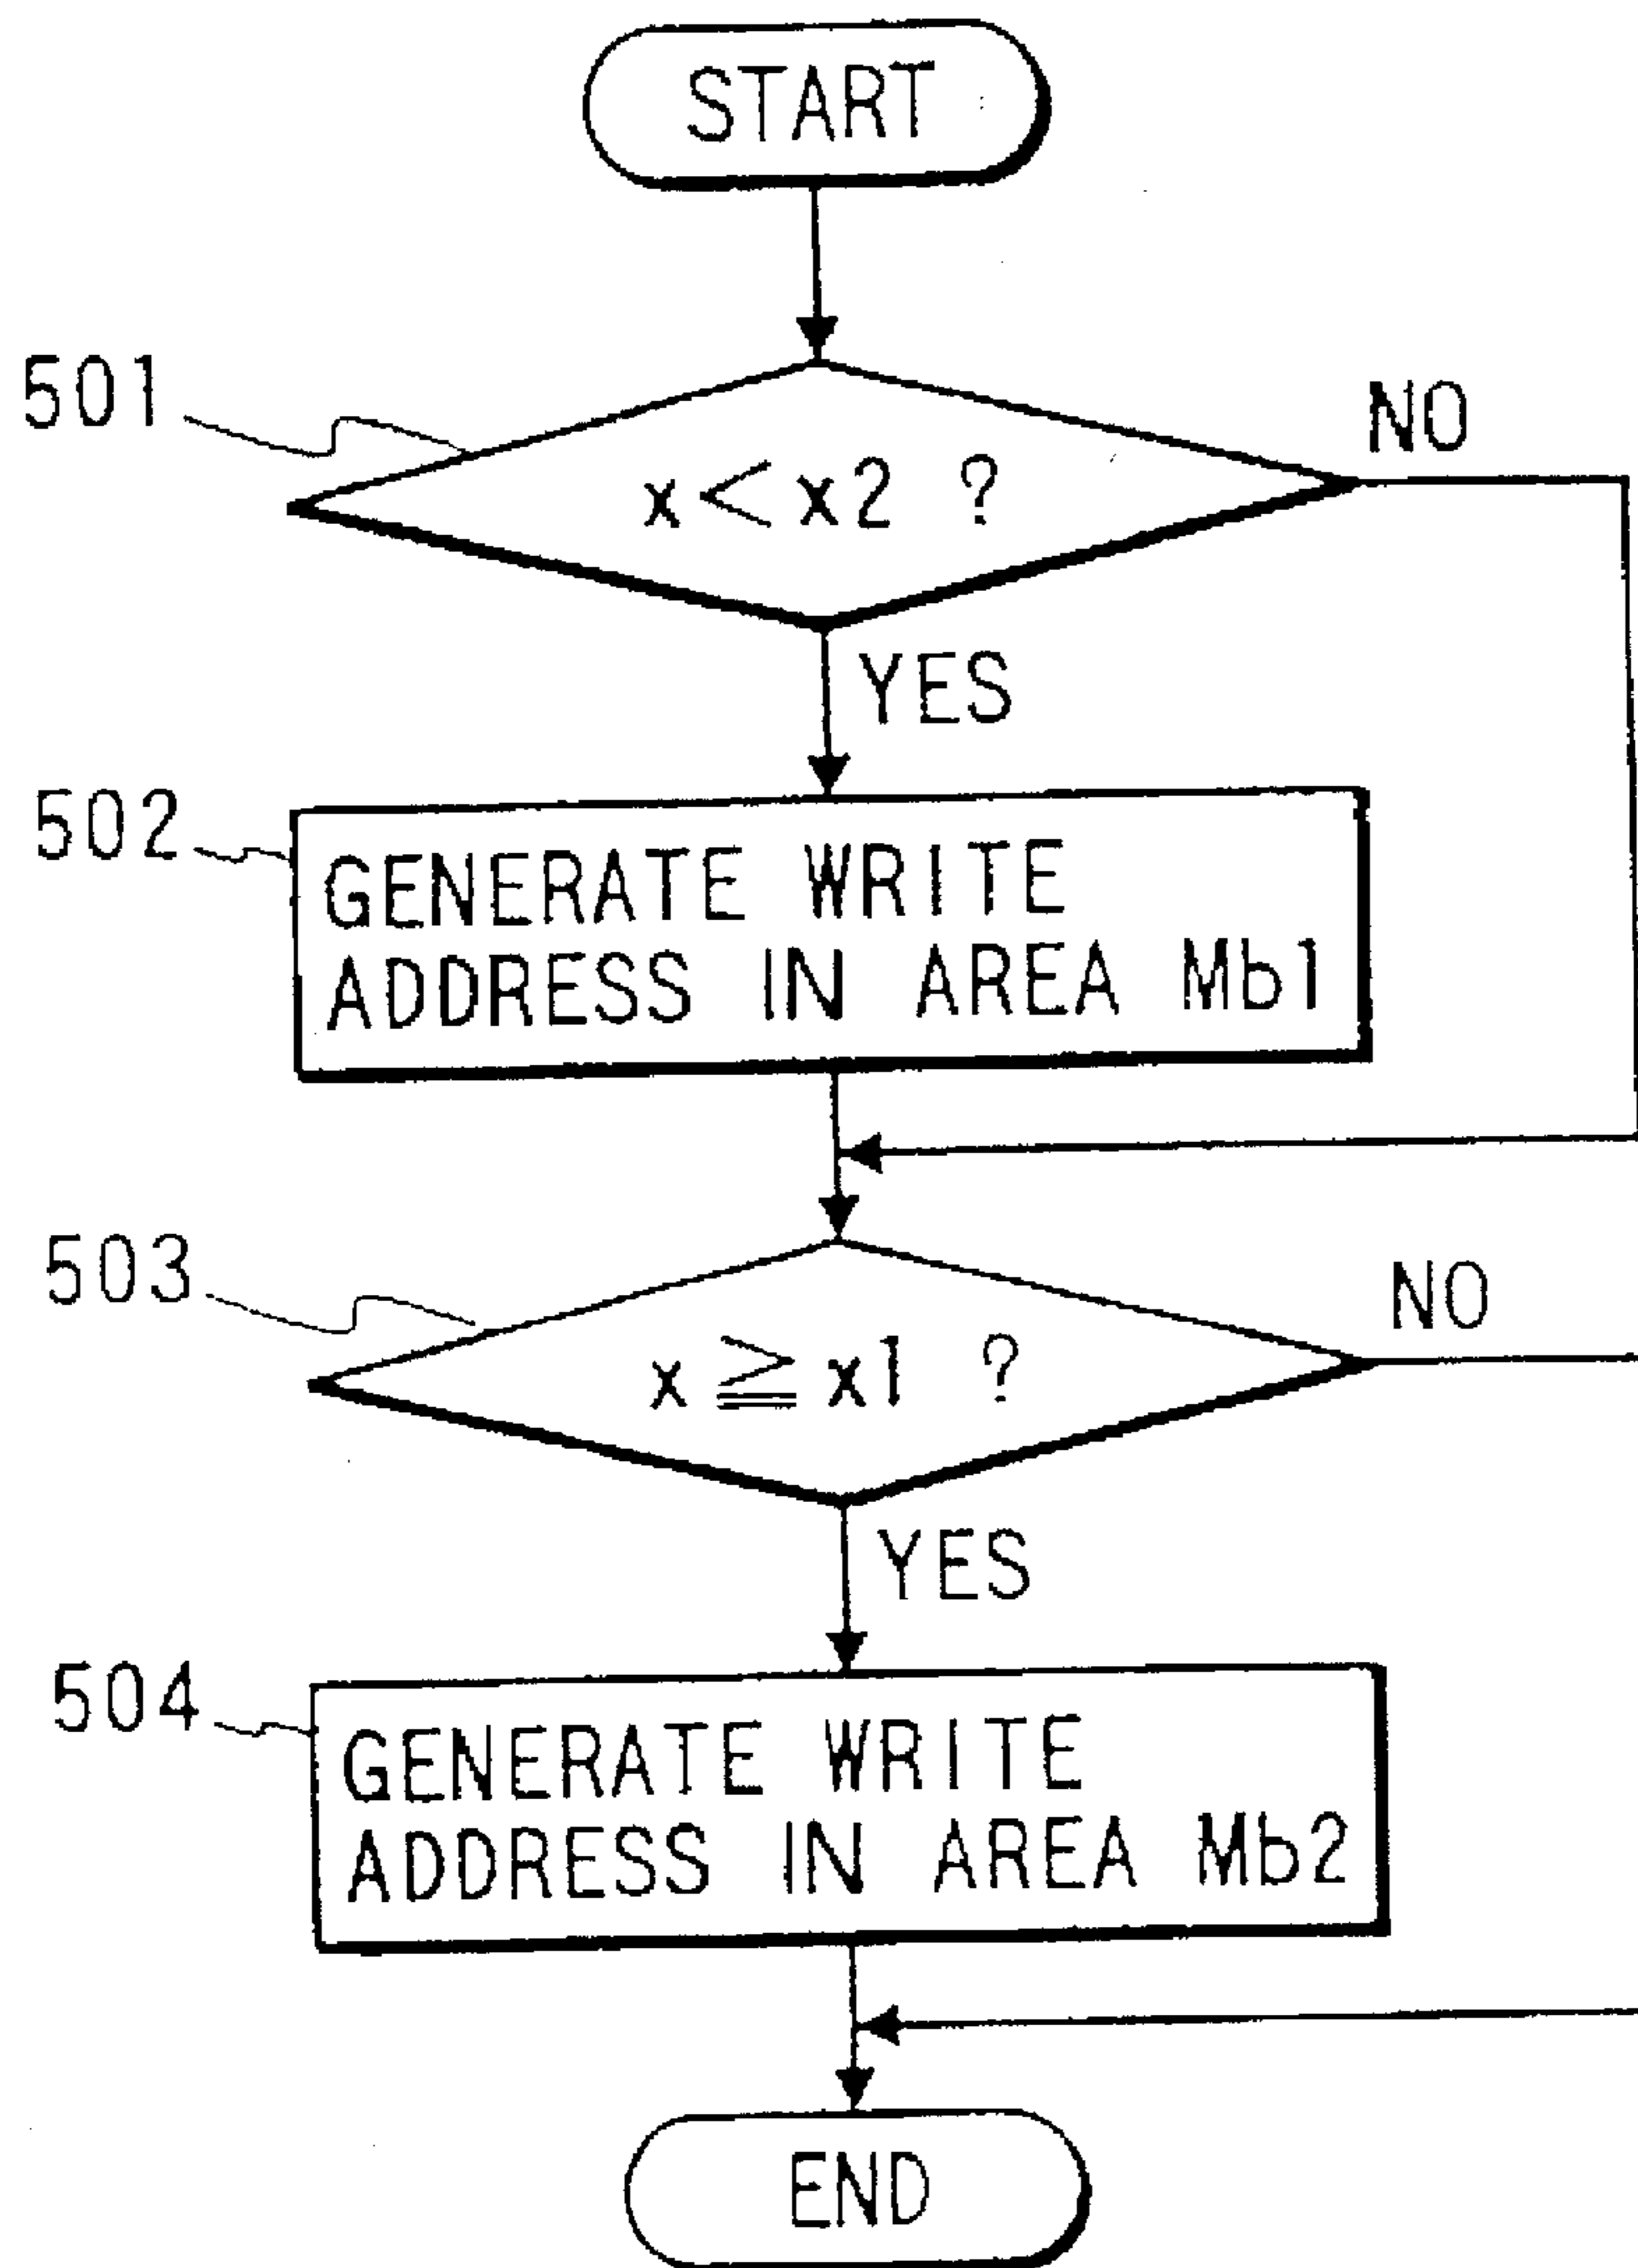 START
501
NO
x < x2 ?
YES
502
GENERATE WRITE
ADDRESS IN AREA Mb1
503
NO
x ≧ x1 ?
YES
504
GENERATE WRITE
ADDRESS IN AREA Mb2
END